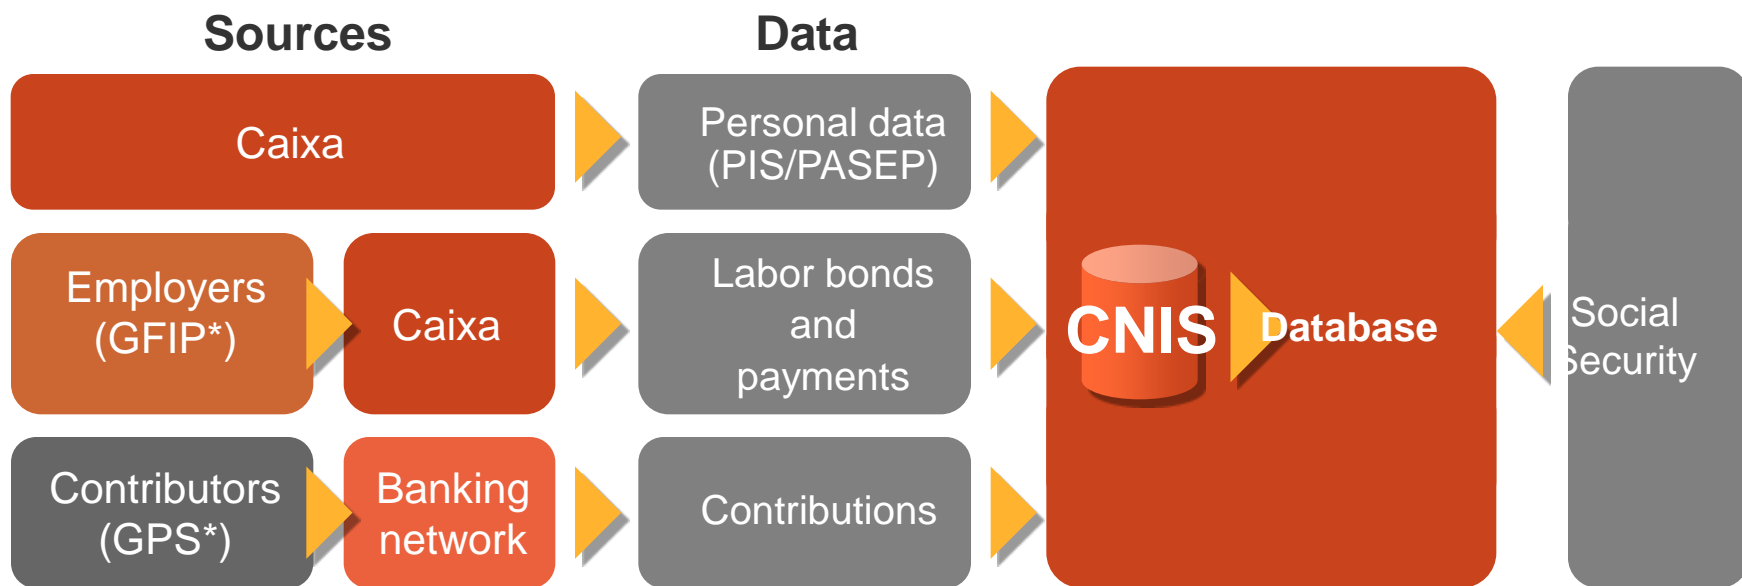 Sources
Data
Caixa
Personal data
(PIS/PASEP)
Employers
(GFIP*)
Caixa
Labor bonds
and
payments
CNIS
Database
Social
Security
Contributors
(GPS*)
Banking
network
Contributions